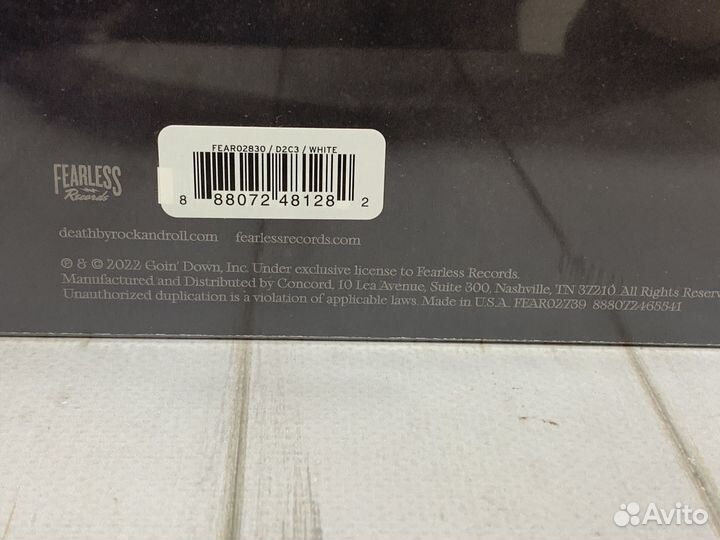 FEAR02830 / D2C3 / WHITE
8 88072 48128 2
FEARLESS
Records
deathbyrockandroll.com fearlessrecords.com
℗ & © 2022 Goin' Down, Inc. Under exclusive license to Fearless Records.
Manufactured and Distributed by Concord, 10 Lea Avenue, Suite 300, Nashville, TN 37210 All Rights Reserv
Unauthorized duplication is a violation of applicable laws. Made in U.S.A. FEAR02739 888072465541
Avito